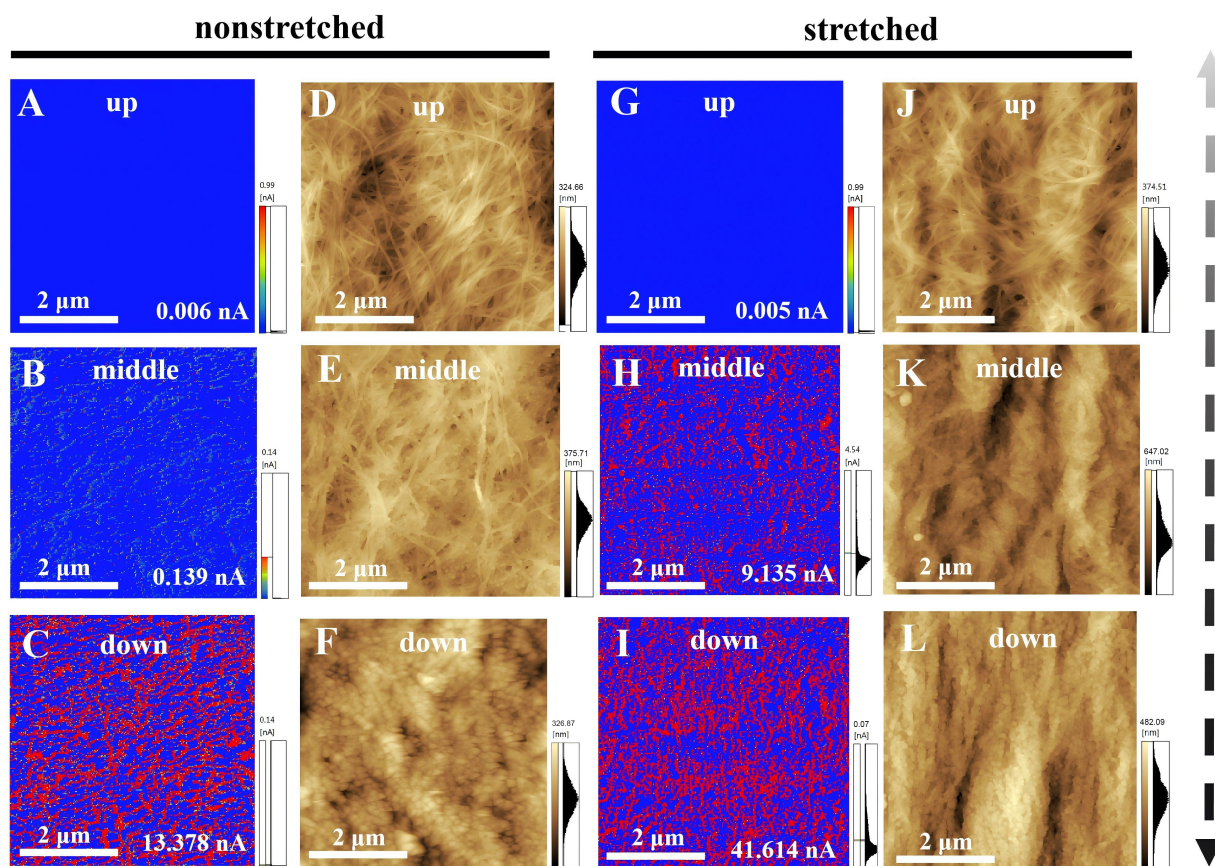 nonstretched
stretched
A
up
0.99
[nA]
2 μm
0.006 nA
D
up
324.66
[nm]
2 μm
G
up
0.99
[nA]
2 μm
0.005 nA
J
up
374.51
[nm]
2 μm
B
middle
0.14
[nA]
2 μm
0.139 nA
E
middle
375.71
[nm]
2 μm
H
middle
4.54
[nA]
2 μm
9.135 nA
K
middle
647.02
[nm]
2 μm
C
down
0.14
[nA]
2 μm
13.378 nA
F
down
326.87
[nm]
2 μm
I
down
0.07
[nA]
2 μm
41.614 nA
L
down
482.09
[nm]
2 μm